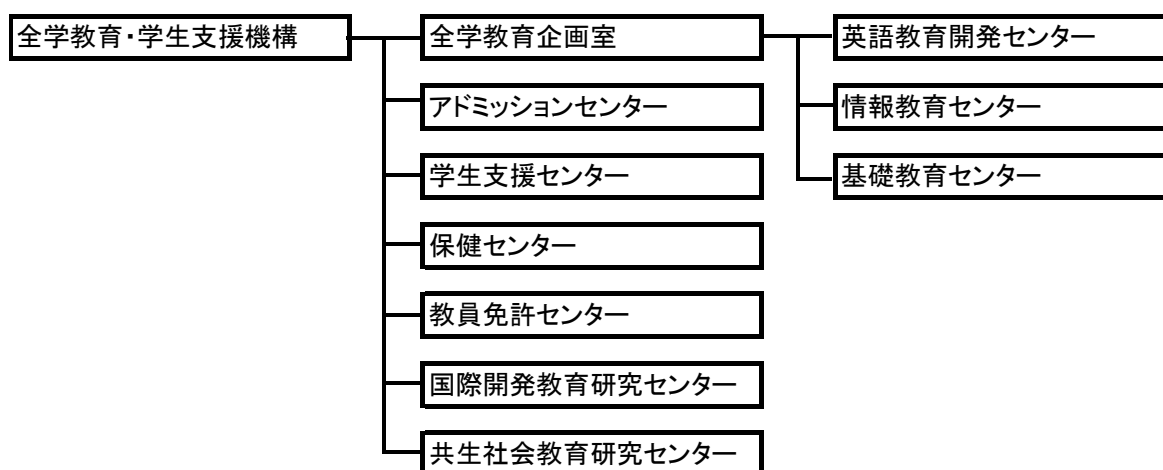 全学教育・学生支援機構
全学教育企画室
英語教育開発センター
アドミッションセンター
情報教育センター
学生支援センター
基礎教育センター
保健センター
教員免許センター
国際開発教育研究センター
共生社会教育研究センター